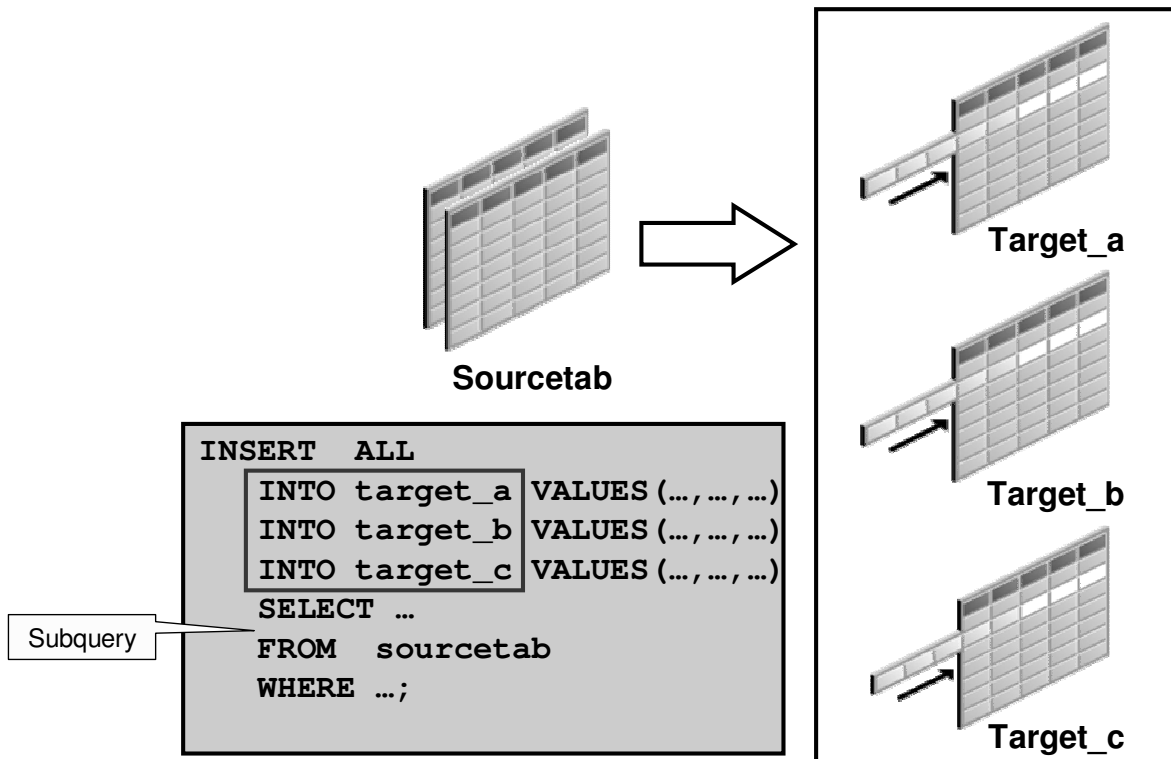 Target_a
Sourcetab
Target_b
INSERT  ALL
INTO target_a VALUES(…,…,…)
INTO target_b VALUES(…,…,…)
INTO target_c VALUES(…,…,…)
SELECT …
FROM  sourcetab
WHERE …;
Subquery
Target_c